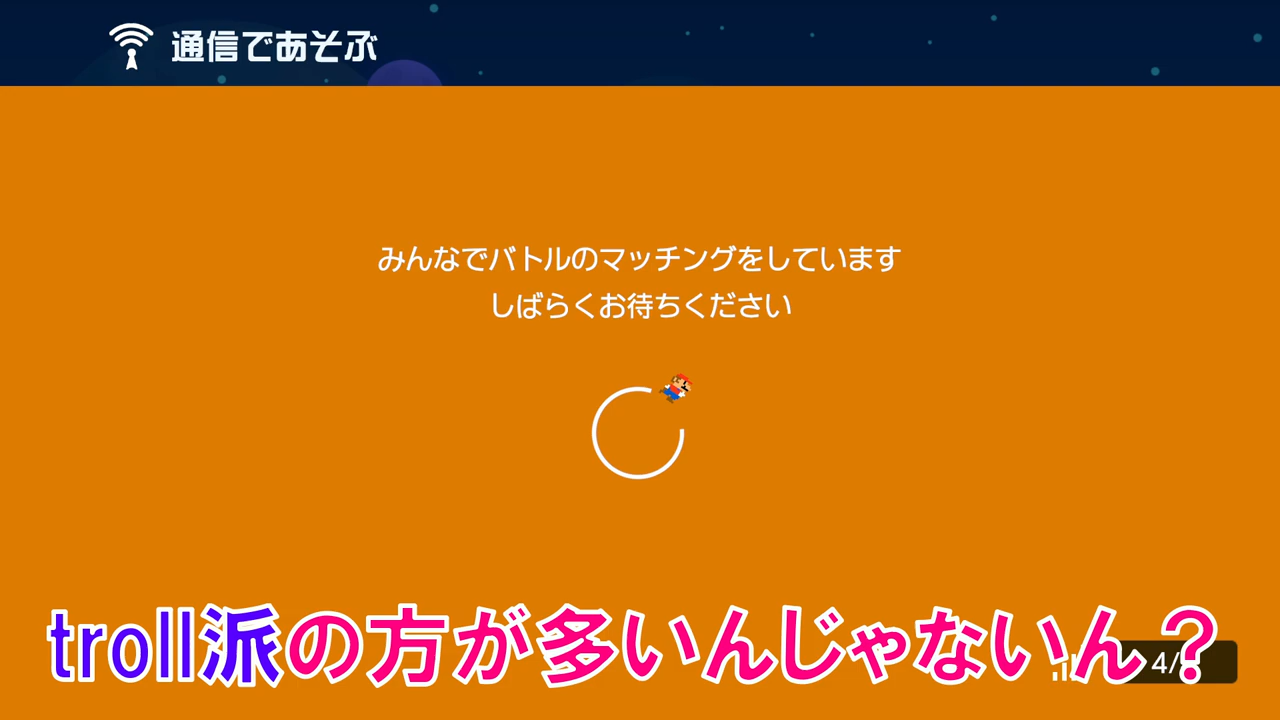 通信であそぶ
みんなでバトルのマッチングをしています
しばらくお待ちください
troll派の方が多いんじゃないん？
4/